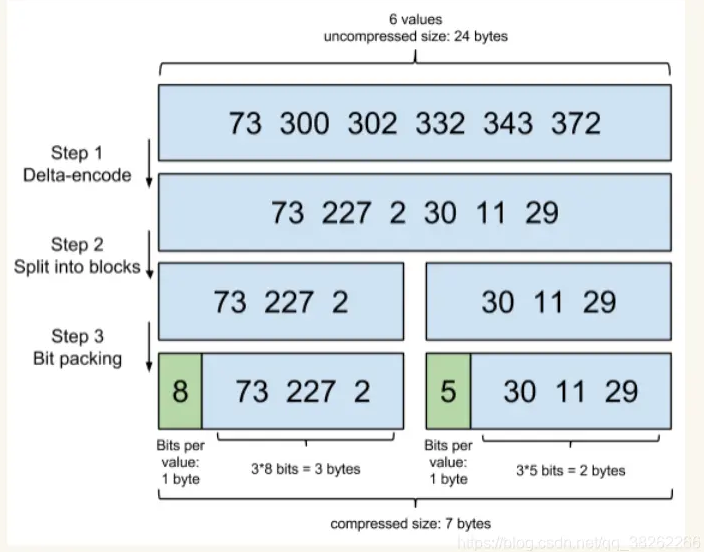 6 values
uncompressed size: 24 bytes
73 300 302 332 343 372
Step 1
Delta-encode
73 227 2 30 11 29
Step 2
Split into blocks
73 227 2
30 11 29
Step 3
Bit packing
8
73 227 2
5
30 11 29
Bits per
value:
1 byte
3*8 bits = 3 bytes
Bits per
value:
1 byte
3*5 bits = 2 bytes
compressed size: 7 bytes
https://blog.csdn.net/qq_38262266